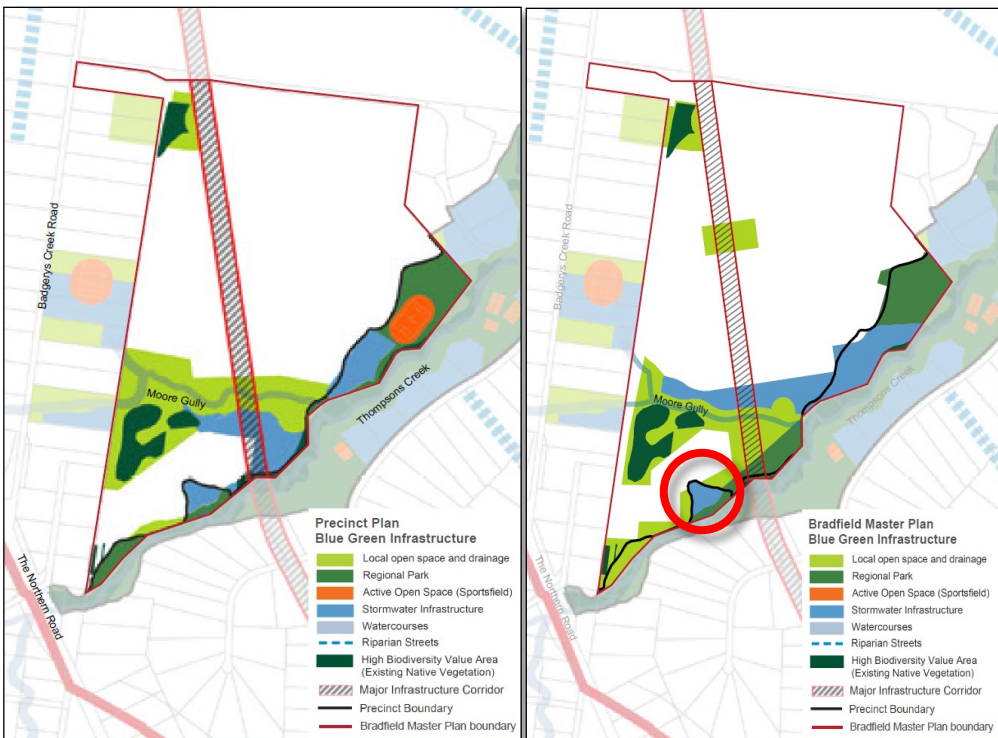 Badgerys Creek Road
Moore Gully
Thompsons Creek
The Northern Road
Precinct Plan
Blue Green Infrastructure
Local open space and drainage
Regional Park
Active Open Space (Sportsfield)
Stormwater Infrastructure
Watercourses
Riparian Streets
High Biodiversity Value Area
(Existing Native Vegetation)
Major Infrastructure Corridor
Precinct Boundary
Bradfield Master Plan boundary
Badgerys Creek Road
Moore Gully
Thompsons Creek
The Northern Road
Bradfield Master Plan
Blue Green Infrastructure
Local open space and drainage
Regional Park
Active Open Space (Sportsfield)
Stormwater Infrastructure
Watercourses
Riparian Streets
High Biodiversity Value Area
(Existing Native Vegetation)
Major Infrastructure Corridor
Precinct Boundary
Bradfield Master Plan boundary